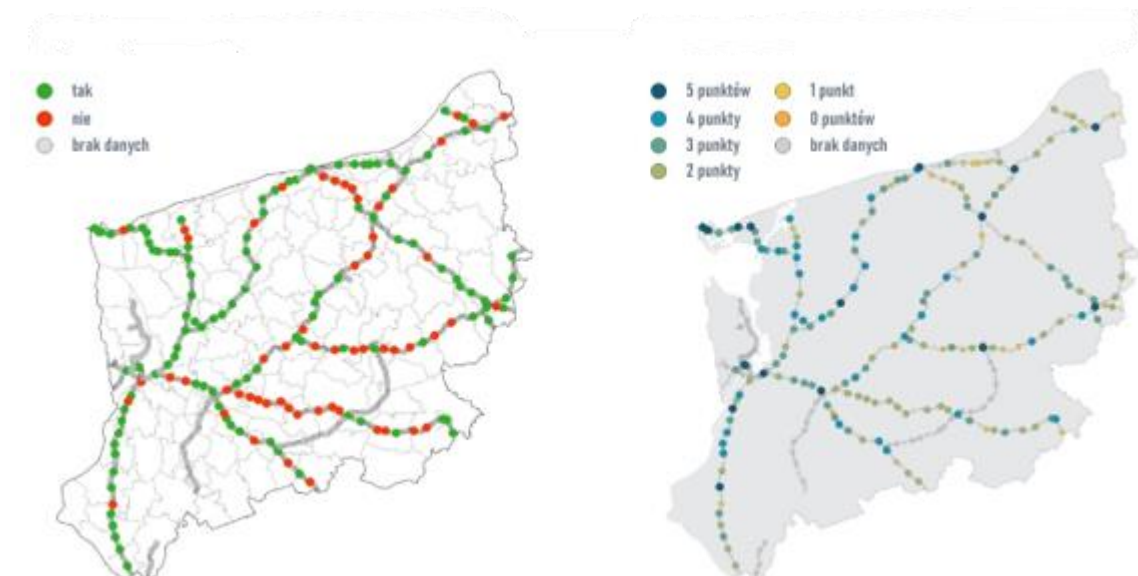 tak
nie
brak danych
5 punktów
4 punkty
3 punkty
2 punkty
1 punkt
0 punktów
brak danych